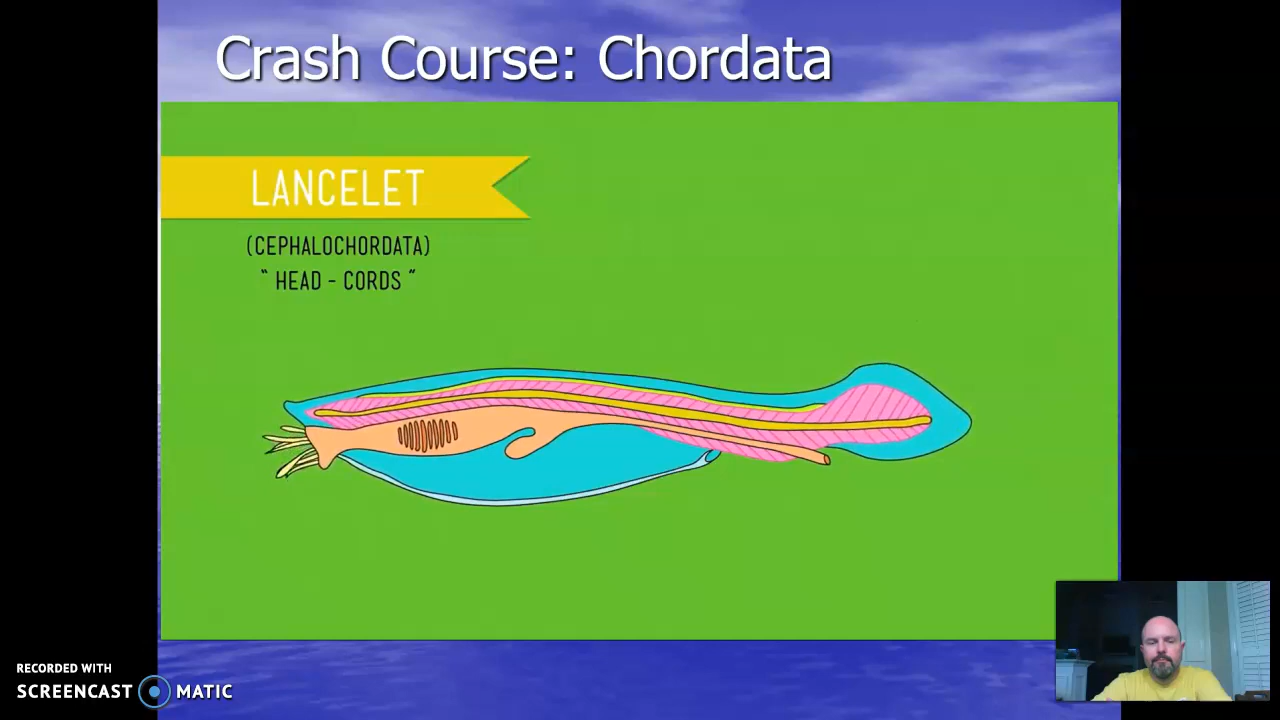 Crash Course: Chordata
LANCELET
(CEPHALOCHORDATA)
“ HEAD - CORDS ”
RECORDED WITH
SCREENCAST MATIC